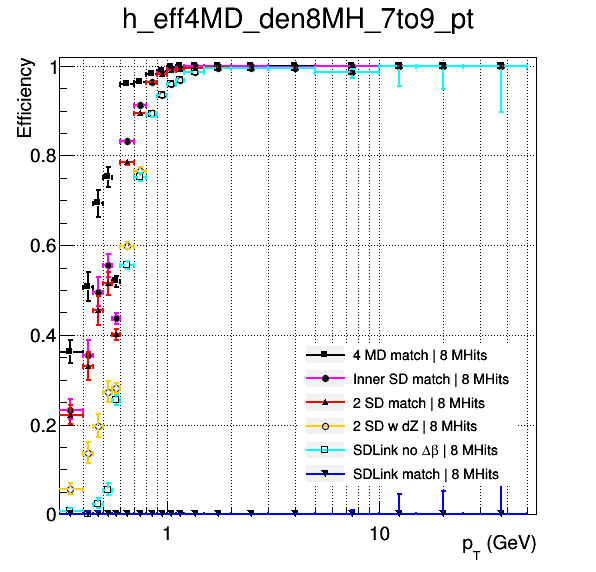 h_eff4MD_den8MH_7to9_pt
Efficiency
1
0.8
0.6
0.4
0.2
0
4 MD match | 8 MHits
Inner SD match | 8 MHits
2 SD match | 8 MHits
2 SD w dZ | 8 MHits
SDLink no Δβ | 8 MHits
SDLink match | 8 MHits
1 10
p_T (GeV)